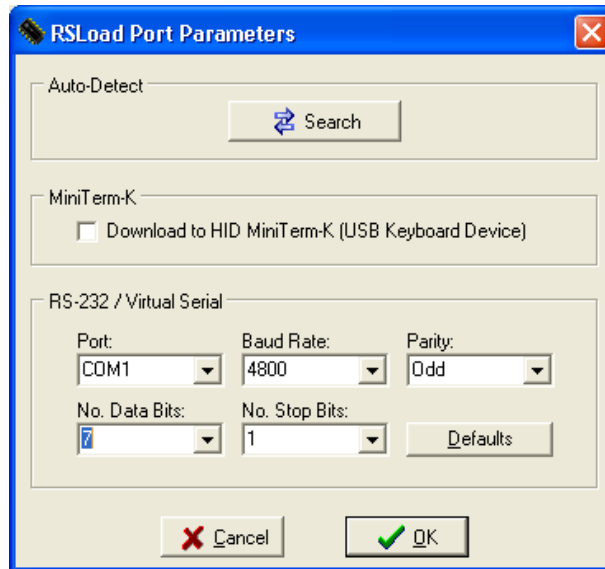 RSLoad Port Parameters
Auto-Detect
Search
MiniTerm-K
Download to HID MiniTerm-K (USB Keyboard Device)
RS-232 / Virtual Serial
Port: Baud Rate: Parity:
COM1 4800 Odd
No. Data Bits: No. Stop Bits:
7 1 Defaults
Cancel OK